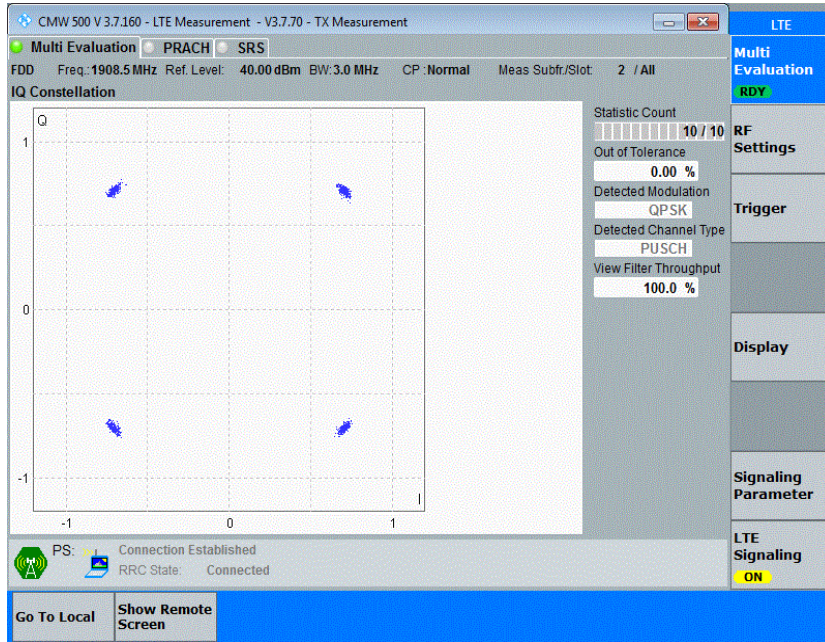 CMW 500 V 3.7.160 - LTE Measurement - V3.7.70 - TX Measurement
LTE
Multi Evaluation PRACH SRS
Multi
Evaluation
RDY
FDD Freq.: 1908.5 MHz Ref. Level: 40.00 dBm BW: 3.0 MHz CP : Normal Meas Subfr./Slot: 2 / All
IQ Constellation
Q
1
0
-1
-1 0 1
I
Statistic Count
10 / 10
Out of Tolerance
0.00 %
Detected Modulation
QPSK
Detected Channel Type
PUSCH
View Filter Throughput
100.0 %
RF
Settings
Trigger
Display
Signaling
Parameter
LTE
Signaling
ON
PS: Connection Established
RRC State: Connected
Go To Local
Show Remote
Screen